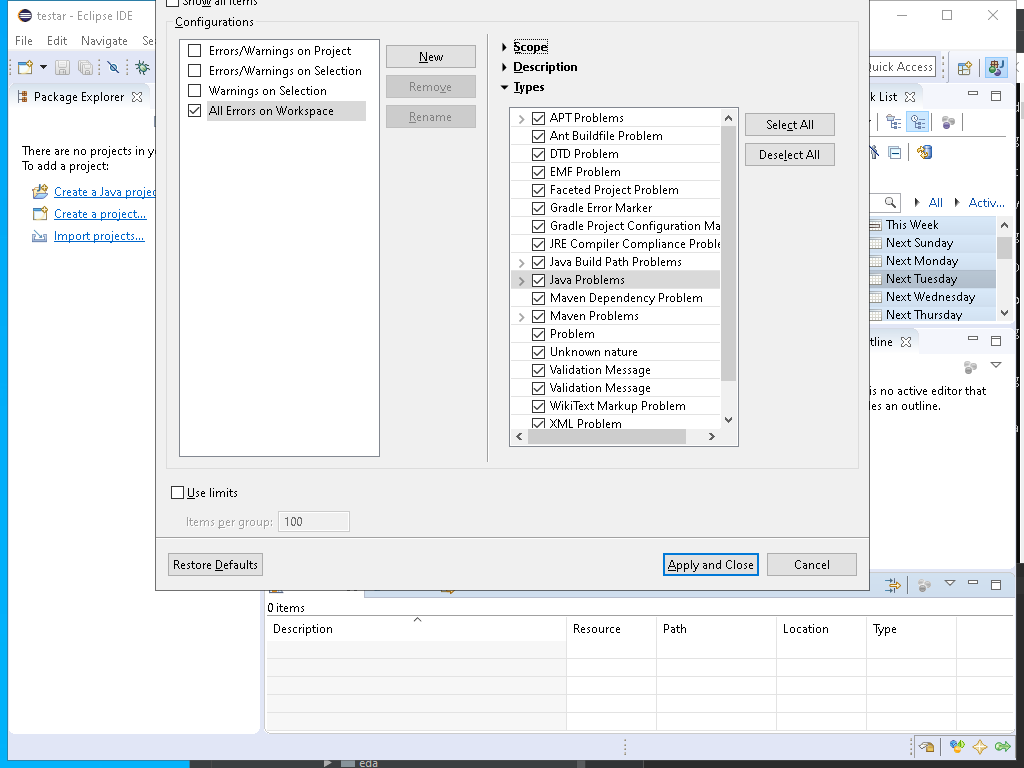 Show all items
testar - Eclipse IDE
File Edit Navigate Se
Configurations
Errors/Warnings on Project
Errors/Warnings on Selection
Warnings on Selection
All Errors on Workspace
New
Remove
Rename
Scope
Description
Types
APT Problems
Ant Buildfile Problem
DTD Problem
EMF Problem
Faceted Project Problem
Gradle Error Marker
Gradle Project Configuration Ma
JRE Compiler Compliance Proble
Java Build Path Problems
Java Problems
Maven Dependency Problem
Maven Problems
Problem
Unknown nature
Validation Message
Validation Message
WikiText Markup Problem
XML Problem
Select All
Deselect All
Use limits
Items per group: 100
Restore Defaults
Apply and Close
Cancel
Package Explorer
There are no projects in y
To add a project:
Create a Java projec
Create a project...
Import projects...
uick Access
k List
All Activ...
This Week
Next Sunday
Next Monday
Next Tuesday
Next Wednesday
Next Thursday
tline
is no active editor that
es an outline.
0 items
Description Resource Path Location Type
eda